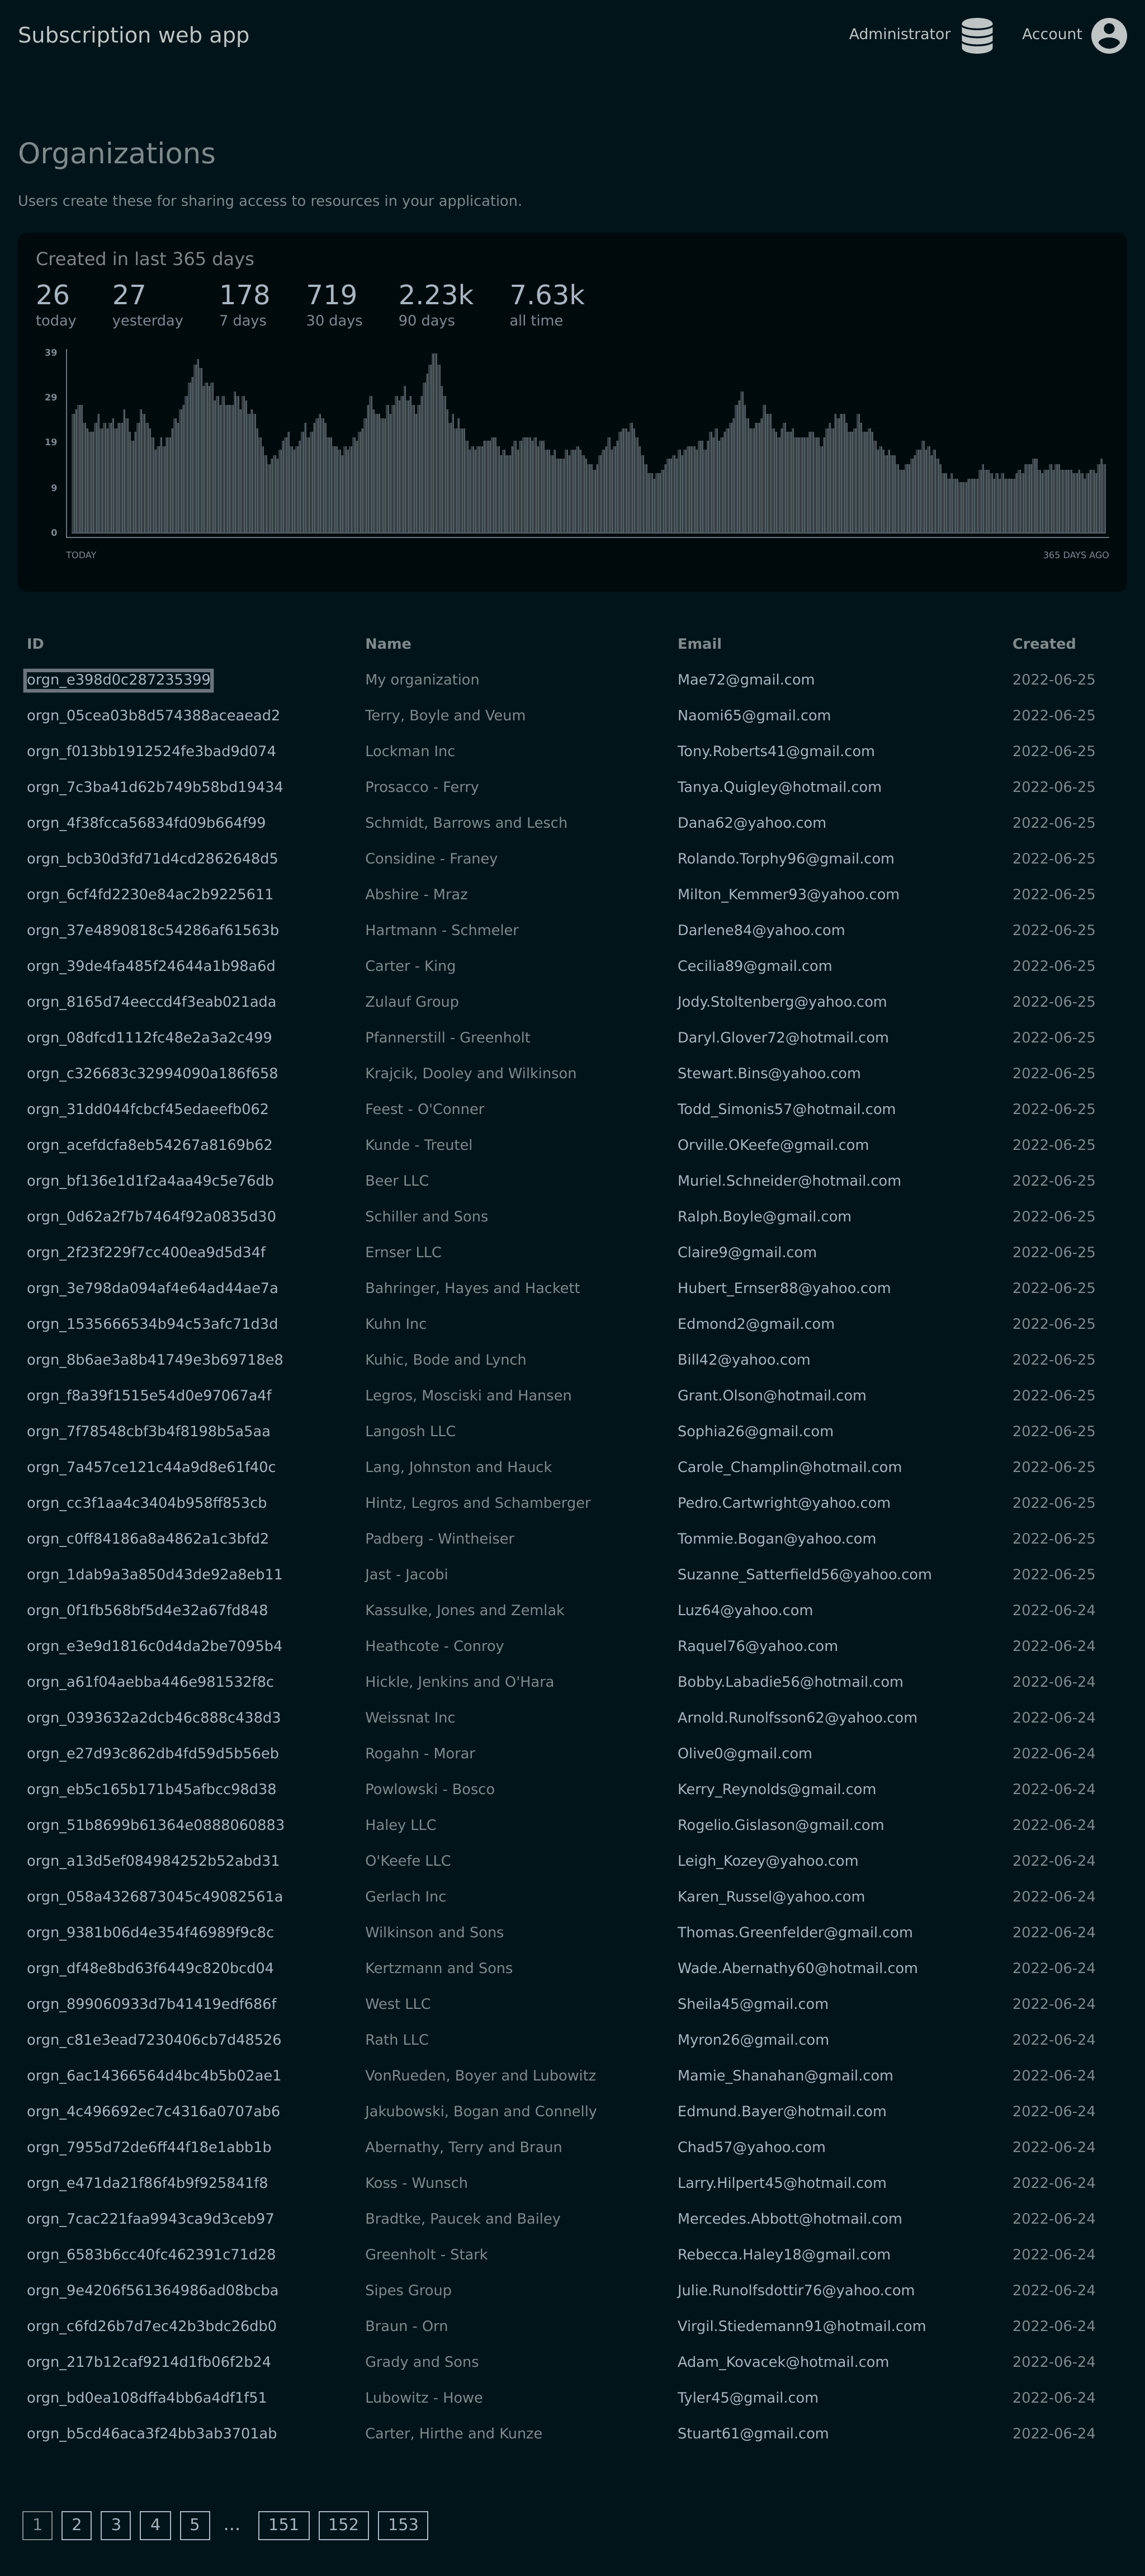 Subscription web app Administrator Account
Organizations
Users create these for sharing access to resources in your application.
Created in last 365 days
26 27 178 719 2.23k 7.63k
today yesterday 7 days 30 days 90 days all time
39
29
19
9
0
TODAY 365 DAYS AGO
ID Name Email Created
orgn_e398d0c287235399 My organization Mae72@gmail.com 2022-06-25
orgn_05cea03b8d574388aceaead2 Terry, Boyle and Veum Naomi65@gmail.com 2022-06-25
orgn_f013bb1912524fe3bad9d074 Lockman Inc Tony.Roberts41@gmail.com 2022-06-25
orgn_7c3ba41d62b749b58bd19434 Prosacco - Ferry Tanya.Quigley@hotmail.com 2022-06-25
orgn_4f38fcca56834fd09b664f99 Schmidt, Barrows and Lesch Dana62@yahoo.com 2022-06-25
orgn_bcb30d3fd71d4cd2862648d5 Considine - Franey Rolando.Torphy96@gmail.com 2022-06-25
orgn_6cf4fd2230e84ac2b9225611 Abshire - Mraz Milton_Kemmer93@yahoo.com 2022-06-25
orgn_37e4890818c54286af61563b Hartmann - Schmeler Darlene84@yahoo.com 2022-06-25
orgn_39de4fa485f24644a1b98a6d Carter - King Cecilia89@gmail.com 2022-06-25
orgn_8165d74eeccd4f3eab021ada Zulauf Group Jody.Stoltenberg@yahoo.com 2022-06-25
orgn_08dfcd1112fc48e2a3a2c499 Pfannerstill - Greenholt Daryl.Glover72@hotmail.com 2022-06-25
orgn_c326683c32994090a186f658 Krajcik, Dooley and Wilkinson Stewart.Bins@yahoo.com 2022-06-25
orgn_31dd044fcbcf45edaeefb062 Feest - O'Conner Todd_Simonis57@hotmail.com 2022-06-25
orgn_acefdcfa8eb54267a8169b62 Kunde - Treutel Orville.OKeefe@gmail.com 2022-06-25
orgn_bf136e1d1f2a4aa49c5e76db Beer LLC Muriel.Schneider@hotmail.com 2022-06-25
orgn_0d62a2f7b7464f92a0835d30 Schiller and Sons Ralph.Boyle@gmail.com 2022-06-25
orgn_2f23f229f7cc400ea9d5d34f Ernser LLC Claire9@gmail.com 2022-06-25
orgn_3e798da094af4e64ad44ae7a Bahringer, Hayes and Hackett Hubert_Ernser88@yahoo.com 2022-06-25
orgn_1535666534b94c53afc71d3d Kuhn Inc Edmond2@gmail.com 2022-06-25
orgn_8b6ae3a8b41749e3b69718e8 Kuhic, Bode and Lynch Bill42@yahoo.com 2022-06-25
orgn_f8a39f1515e54d0e97067a4f Legros, Mosciski and Hansen Grant.Olson@hotmail.com 2022-06-25
orgn_7f78548cbf3b4f8198b5a5aa Langosh LLC Sophia26@gmail.com 2022-06-25
orgn_7a457ce121c44a9d8e61f40c Lang, Johnston and Hauck Carole_Champlin@hotmail.com 2022-06-25
orgn_cc3f1aa4c3404b958ff853cb Hintz, Legros and Schamberger Pedro.Cartwright@yahoo.com 2022-06-25
orgn_c0ff84186a8a4862a1c3bfd2 Padberg - Wintheiser Tommie.Bogan@yahoo.com 2022-06-25
orgn_1dab9a3a850d43de92a8eb11 Jast - Jacobi Suzanne_Satterfield56@yahoo.com 2022-06-25
orgn_0f1fb568bf5d4e32a67fd848 Kassulke, Jones and Zemlak Luz64@yahoo.com 2022-06-24
orgn_e3e9d1816c0d4da2be7095b4 Heathcote - Conroy Raquel76@yahoo.com 2022-06-24
orgn_a61f04aebba446e981532f8c Hickle, Jenkins and O'Hara Bobby.Labadie56@hotmail.com 2022-06-24
orgn_0393632a2dcb46c888c438d3 Weissnat Inc Arnold.Runolfsson62@yahoo.com 2022-06-24
orgn_e27d93c862db4fd59d5b56eb Rogahn - Morar Olive0@gmail.com 2022-06-24
orgn_eb5c165b171b45afbcc98d38 Powlowski - Bosco Kerry_Reynolds@gmail.com 2022-06-24
orgn_51b8699b61364e0888060883 Haley LLC Rogelio.Gislason@gmail.com 2022-06-24
orgn_a13d5ef084984252b52abd31 O'Keefe LLC Leigh_Kozey@yahoo.com 2022-06-24
orgn_058a4326873045c49082561a Gerlach Inc Karen_Russel@yahoo.com 2022-06-24
orgn_9381b06d4e354f46989f9c8c Wilkinson and Sons Thomas.Greenfelder@gmail.com 2022-06-24
orgn_df48e8bd63f6449c820bcd04 Kertzmann and Sons Wade.Abernathy60@hotmail.com 2022-06-24
orgn_899060933d7b41419edf686f West LLC Sheila45@gmail.com 2022-06-24
orgn_c81e3ead7230406cb7d48526 Rath LLC Myron26@gmail.com 2022-06-24
orgn_6ac14366564d4bc4b5b02ae1 VonRueden, Boyer and Lubowitz Mamie_Shanahan@gmail.com 2022-06-24
orgn_4c496692ec7c4316a0707ab6 Jakubowski, Bogan and Connelly Edmund.Bayer@hotmail.com 2022-06-24
orgn_7955d72de6ff44f18e1abb1b Abernathy, Terry and Braun Chad57@yahoo.com 2022-06-24
orgn_e471da21f86f4b9f925841f8 Koss - Wunsch Larry.Hilpert45@hotmail.com 2022-06-24
orgn_7cac221faa9943ca9d3ceb97 Bradtke, Paucek and Bailey Mercedes.Abbott@hotmail.com 2022-06-24
orgn_6583b6cc40fc462391c71d28 Greenholt - Stark Rebecca.Haley18@gmail.com 2022-06-24
orgn_9e4206f561364986ad08bcba Sipes Group Julie.Runolfsdottir76@yahoo.com 2022-06-24
orgn_c6fd26b7d7ec42b3bdc26db0 Braun - Orn Virgil.Stiedemann91@hotmail.com 2022-06-24
orgn_217b12caf9214d1fb06f2b24 Grady and Sons Adam_Kovacek@hotmail.com 2022-06-24
orgn_bd0ea108dffa4bb6a4df1f51 Lubowitz - Howe Tyler45@gmail.com 2022-06-24
orgn_b5cd46aca3f24bb3ab3701ab Carter, Hirthe and Kunze Stuart61@gmail.com 2022-06-24
1 2 3 4 5 ... 151 152 153